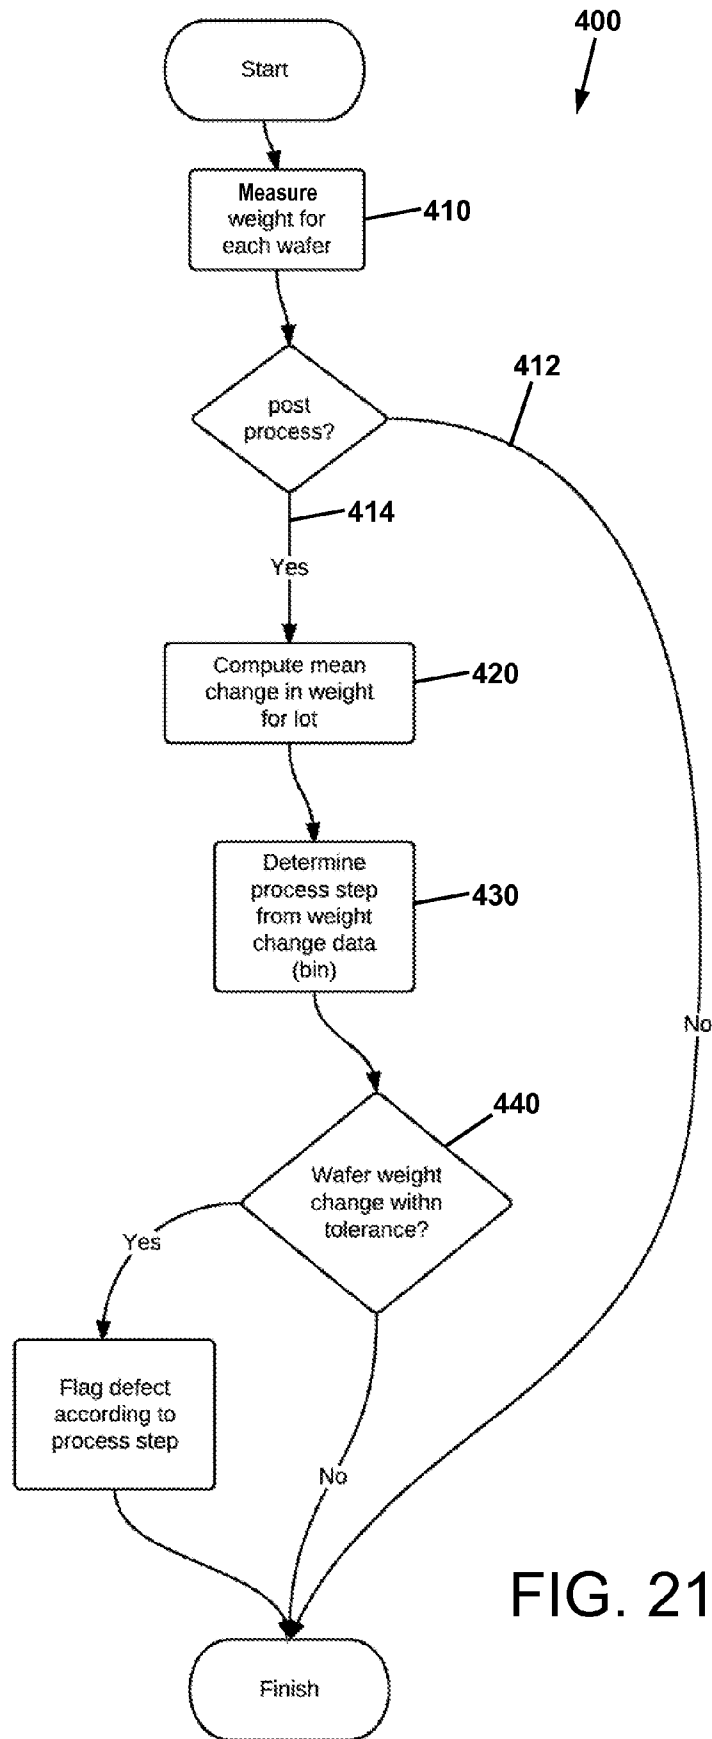 400
Start
Measure
weight for
each wafer
410
412
post
process?
414
Yes
Compute mean
change in weight
for lot
420
Determine
process step
from weight
change data
(bin)
430
No
440
Wafer weight
change withn
tolerance?
Yes
Flag defect
according to
process step
No
FIG. 21
Finish